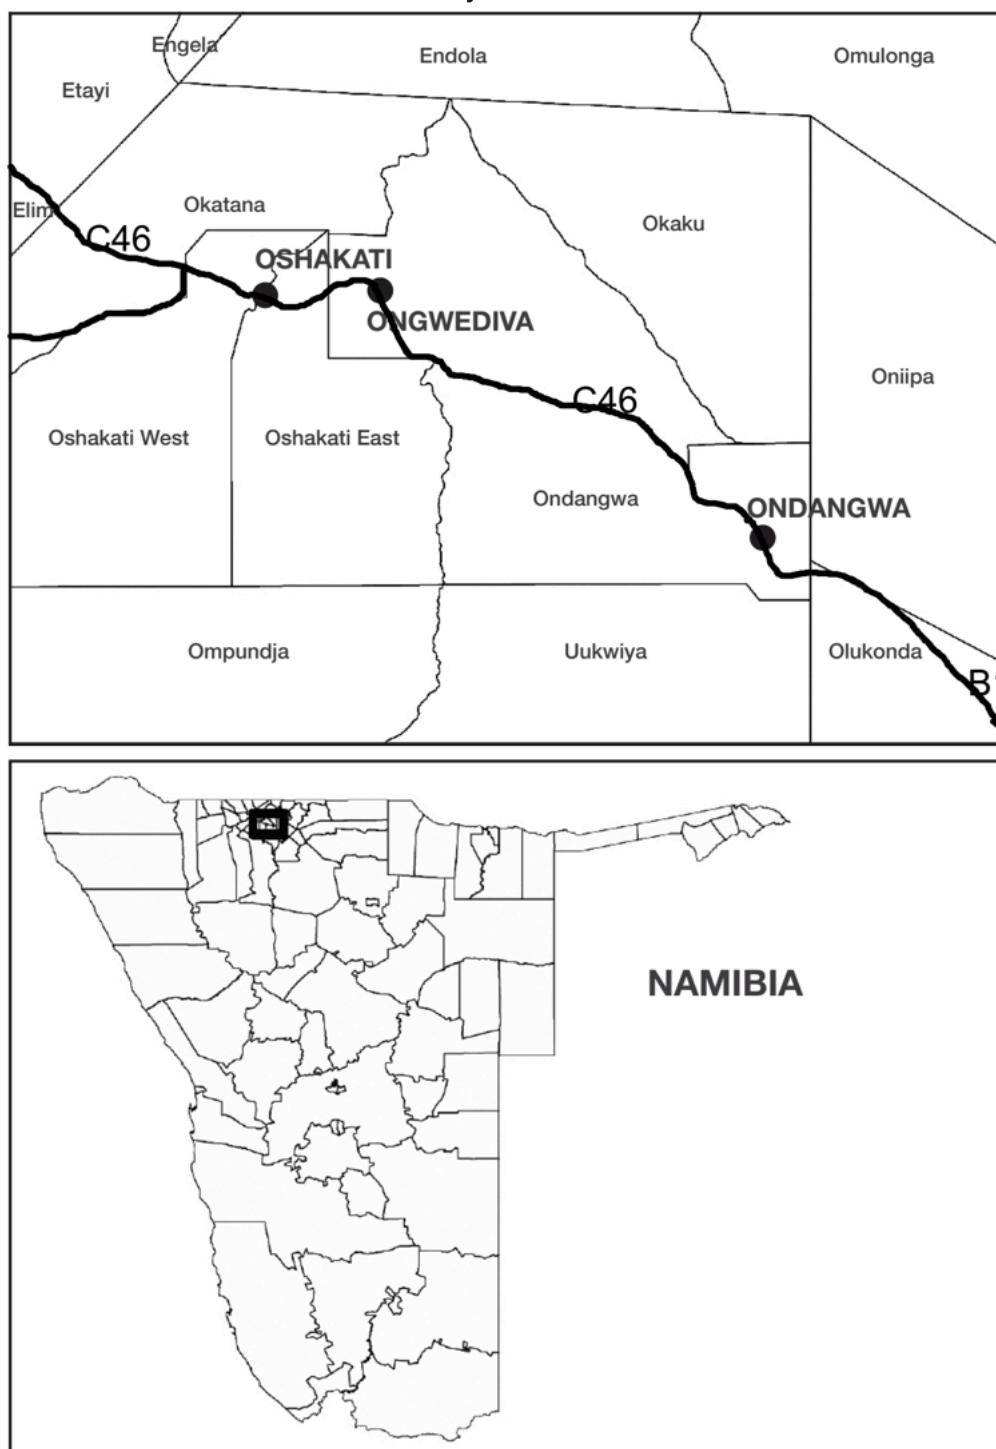 Engela
Endola
Omulonga
Etayi
Elim
Okatana
Okaku
C46
OSHAKATI
ONGWEDIVA
Oniipa
C46
Oshakati West
Oshakati East
Ondangwa
ONDANGWA
Ompundja
Uukwiya
Olukonda
NAMIBIA